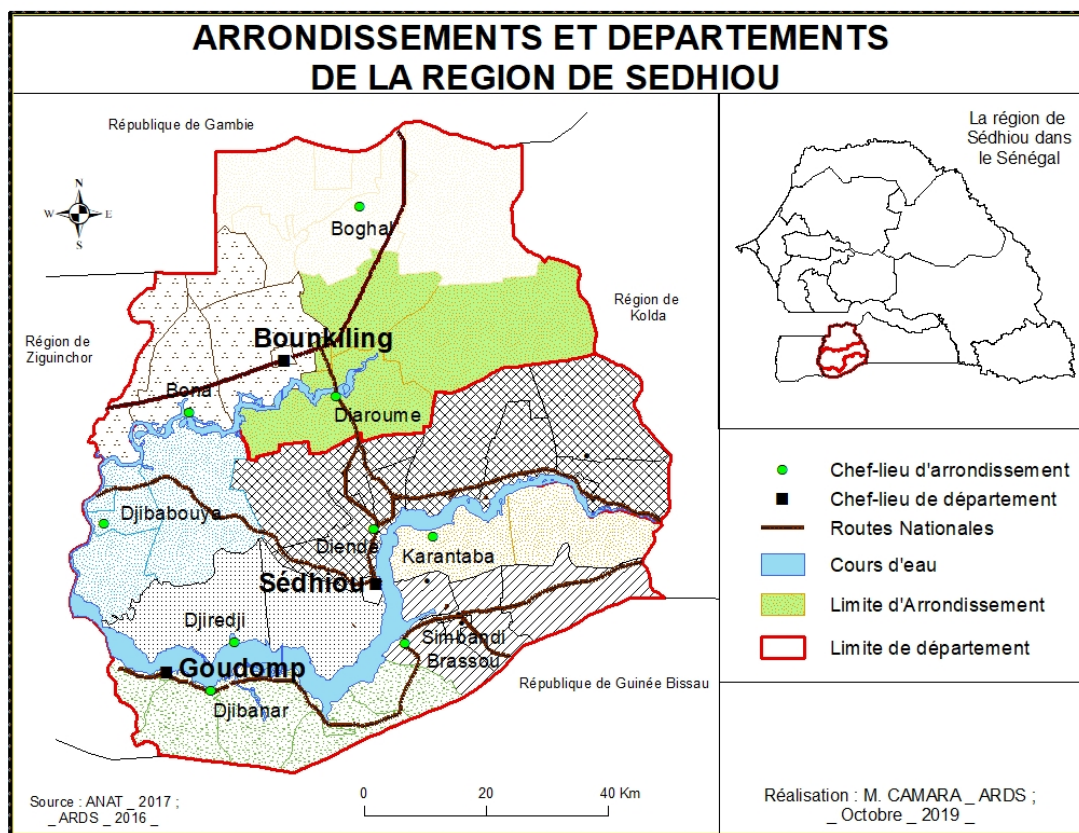 ARRONDISSEMENTS ET DEPARTEMENTS
DE LA REGION DE SEDHIOU
République de Gambie
N
W
E
S
Boghal
Région de
Kolda
Région de
Ziguinchor
Bounkiling
Bona
Diaroume
Djibabouya
Diende
Karantaba
Sédhiou
Djiredji
Simbandi
Brassou
Goudomp
Djibanar
République de Guinée Bissau
Source : ANAT _ 2017 ;
_ ARDS _ 2016 _
0
20
40 Km
La région de
Sédhiou dans
le Sénégal
Chef-lieu d'arrondissement
Chef-lieu de département
Routes Nationales
Cours d'eau
Limite d'Arrondissement
Limite de département
Réalisation : M. CAMARA _ ARDS ;
_ Octobre _ 2019 _